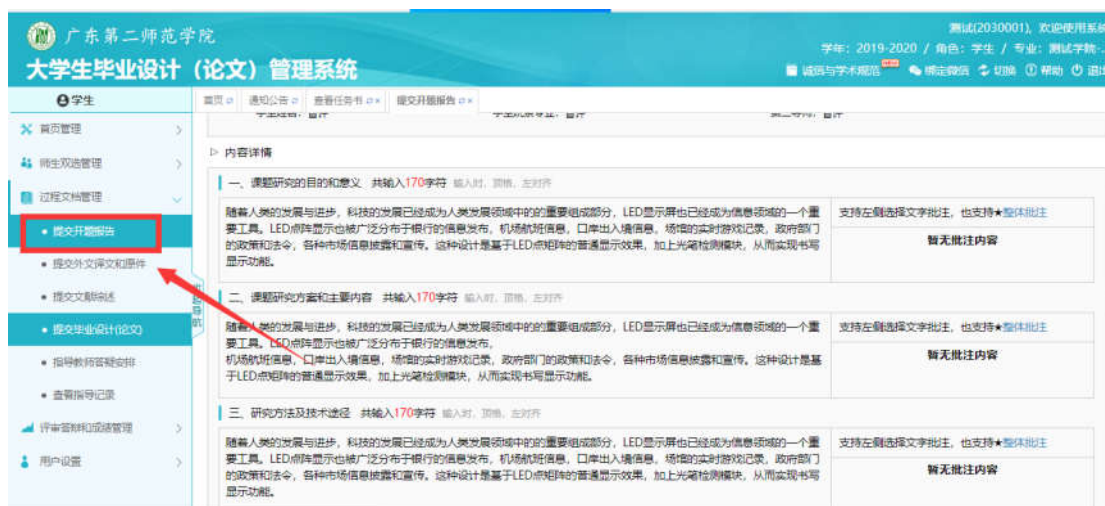 广东第二师范学院
大学生毕业设计（论文）管理系统
测试(2030001)，欢迎使用系统
学年：2019-2020 / 角色：学生 / 专业：测试学院-
诚信与学术规范 绑定微信 切换 帮助 退出
学生
首页 通知公告 查看任务书 × 提交开题报告 ×
首页管理
师生双选管理
过程文档管理
• 提交开题报告
• 提交外文译文和原件
• 提交文献综述
• 提交毕业设计(论文)
• 指导教师答疑安排
• 查看指导记录
评审答辩和成绩管理
用户设置
内容详情
一、课题研究的目的和意义 共输入170字符 输入时，顶格，左对齐
随着人类的发展与进步，科技的发展已经成为人类发展领域中的的重要组成部分，LED显示屏也已经成为信息领域的一个重
要工具。LED点阵显示也被广泛分布于银行的信息发布，机场航班信息，口岸出入境信息，场馆的实时游戏记录，政府部门
的政策和法令，各种市场信息披露和宣传。这种设计是基于LED点矩阵的普通显示效果，加上光笔检测模块，从而实现书写
显示功能。
支持左侧选择文字批注，也支持★整体批注
暂无批注内容
二、课题研究方案和主要内容 共输入170字符 输入时，顶格，左对齐
随着人类的发展与进步，科技的发展已经成为人类发展领域中的的重要组成部分，LED显示屏也已经成为信息领域的一个重
要工具。LED点阵显示也被广泛分布于银行的信息发布，
机场航班信息，口岸出入境信息，场馆的实时游戏记录，政府部门的政策和法令，各种市场信息披露和宣传。这种设计是基
于LED点矩阵的普通显示效果，加上光笔检测模块，从而实现书写显示功能。
支持左侧选择文字批注，也支持★整体批注
暂无批注内容
三、研究方法及技术途径 共输入170字符 输入时，顶格，左对齐
随着人类的发展与进步，科技的发展已经成为人类发展领域中的的重要组成部分，LED显示屏也已经成为信息领域的一个重
要工具。LED点阵显示也被广泛分布于银行的信息发布，机场航班信息，口岸出入境信息，场馆的实时游戏记录，政府部门
的政策和法令，各种市场信息披露和宣传。这种设计是基于LED点矩阵的普通显示效果，加上光笔检测模块，从而实现书写
显示功能。
支持左侧选择文字批注，也支持★整体批注
暂无批注内容